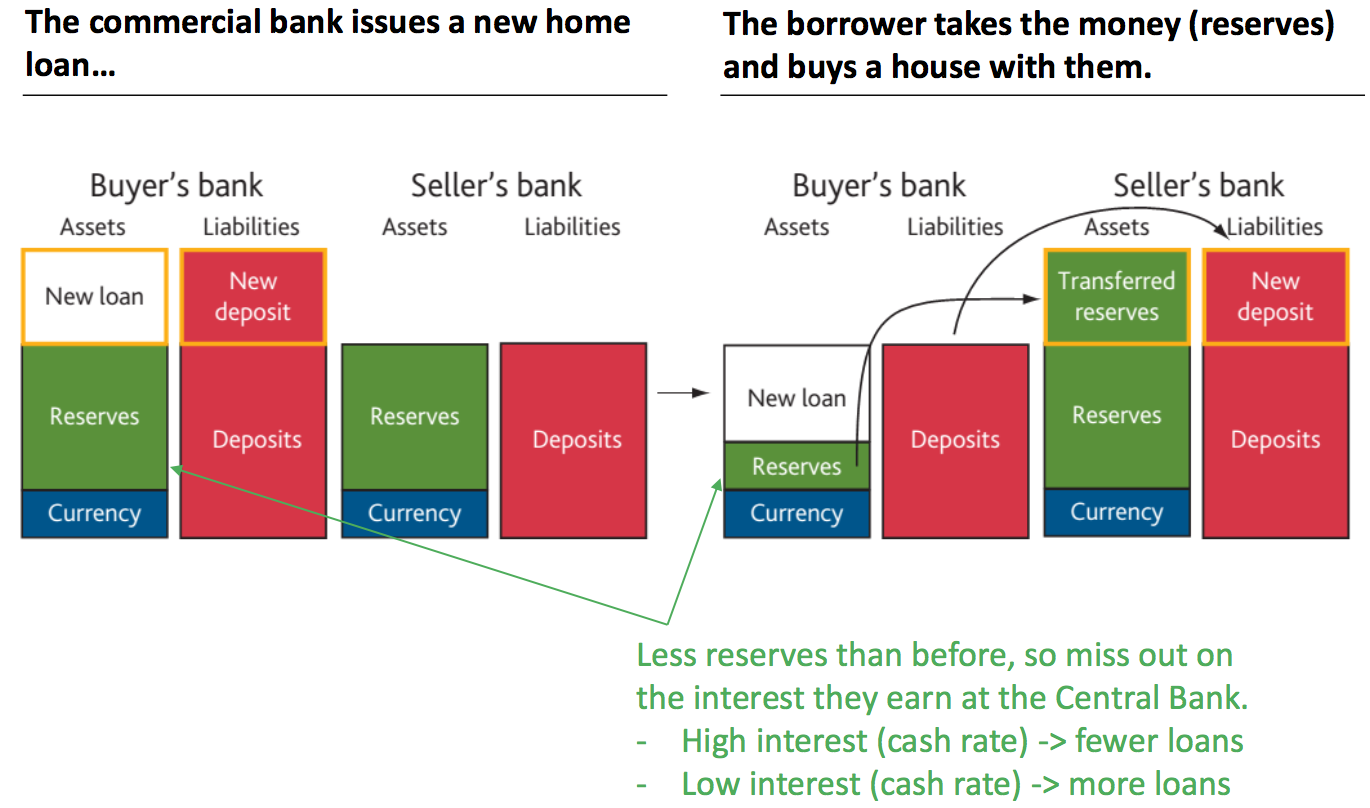 The commercial bank issues a new home
loan…
The borrower takes the money (reserves)
and buys a house with them.
Buyer's bank
Assets
Liabilities
New loan
New
deposit
Reserves
Deposits
Currency
Seller's bank
Assets
Liabilities
Reserves
Deposits
Currency
Buyer's bank
Assets
Liabilities
New loan
Reserves
Deposits
Currency
Seller's bank
Assets
Liabilities
Transferred
reserves
New
deposit
Reserves
Deposits
Currency
Less reserves than before, so miss out on
the interest they earn at the Central Bank.
- High interest (cash rate) -> fewer loans
- Low interest (cash rate) -> more loans